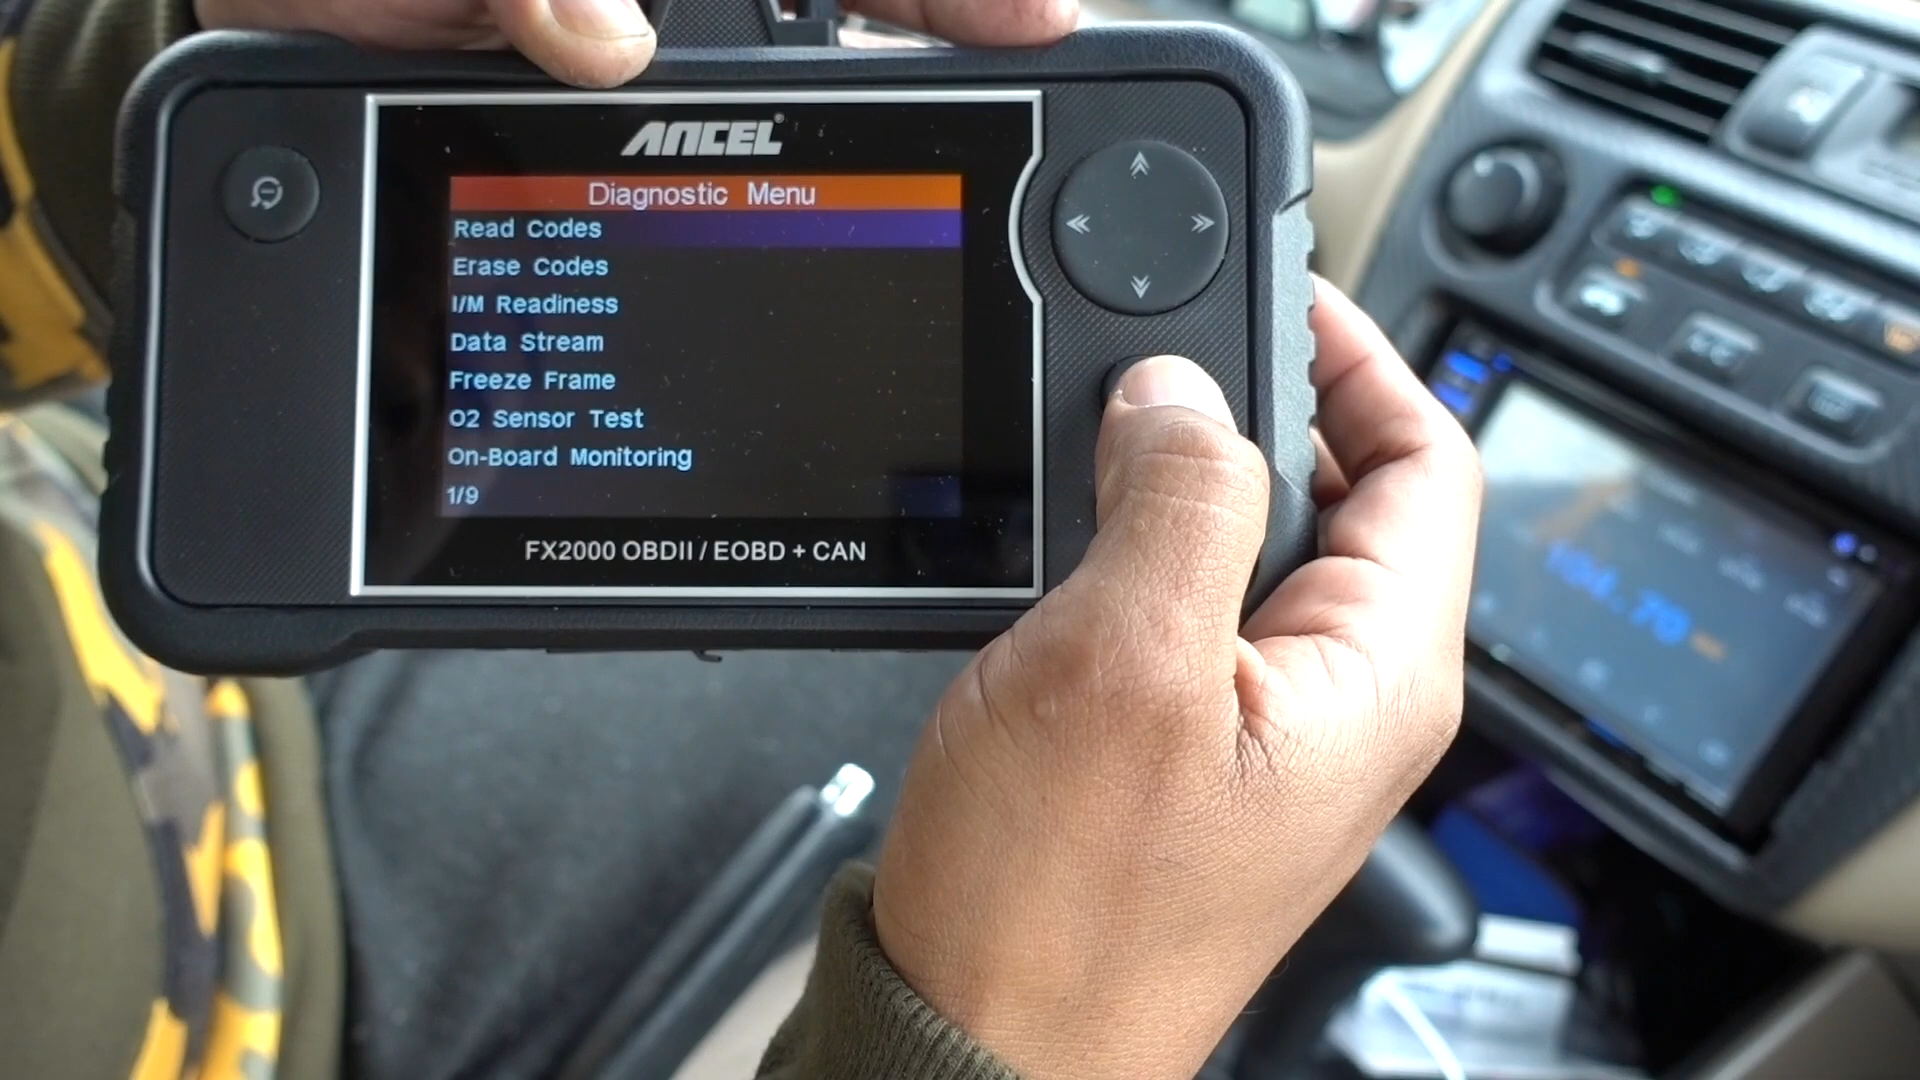 ANCEL®
Diagnostic Menu
Read Codes
Erase Codes
I/M Readiness
Data Stream
Freeze Frame
O2 Sensor Test
On-Board Monitoring
1/9
FX2000 OBDII / EOBD + CAN